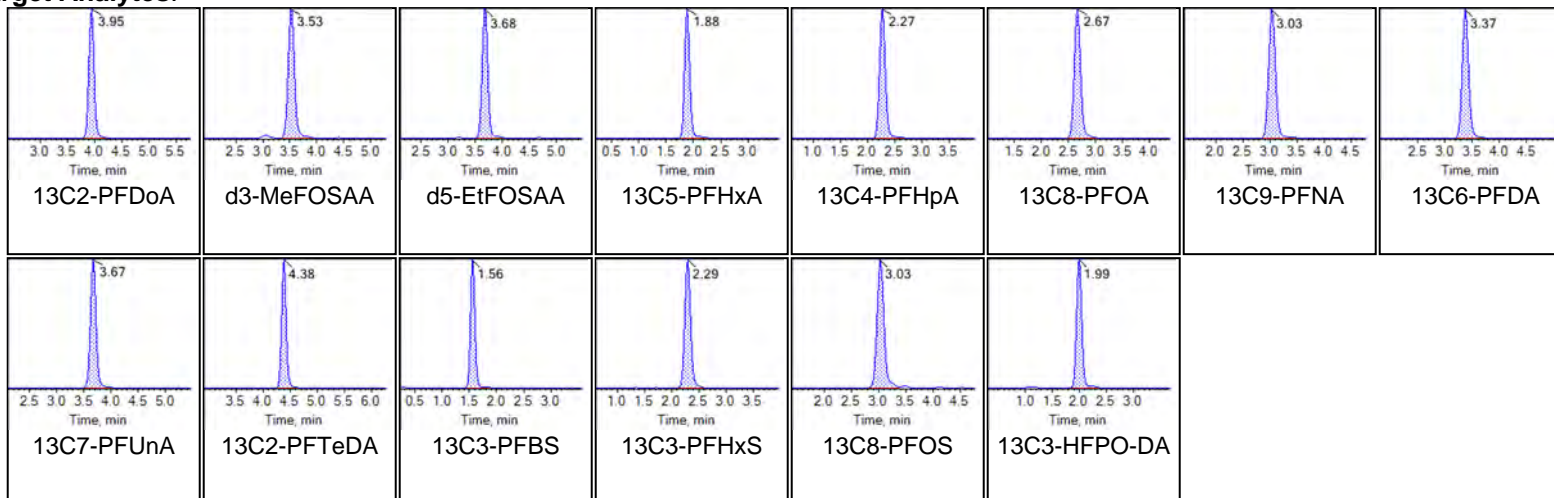 3.95 3.53 3.68 1.88 2.27 2.67 3.03 3.37
3.0 3.5 4.0 4.5 5.0 5.5 2.5 3.0 3.5 4.0 4.5 5.0 2.5 3.0 3.5 4.0 4.5 5.0 0.5 1.0 1.5 2.0 2.5 3.0 1.0 1.5 2.0 2.5 3.0 3.5 1.5 2.0 2.5 3.0 3.5 4.0 2.0 2.5 3.0 3.5 4.0 4.5 2.5 3.0 3.5 4.0 4.5
Time, min Time, min Time, min Time, min Time, min Time, min Time, min Time, min
13C2-PFDoA d3-MeFOSAA d5-EtFOSAA 13C5-PFHxA 13C4-PFHpA 13C8-PFOA 13C9-PFNA 13C6-PFDA
3.67 4.38 1.56 2.29 3.03 1.99
2.5 3.0 3.5 4.0 4.5 5.0 3.5 4.0 4.5 5.0 5.5 6.0 0.5 1.0 1.5 2.0 2.5 3.0 1.0 1.5 2.0 2.5 3.0 3.5 2.0 2.5 3.0 3.5 4.0 4.5 1.0 1.5 2.0 2.5 3.0
Time, min Time, min Time, min Time, min Time, min Time, min
13C7-PFUnA 13C2-PFTeDA 13C3-PFBS 13C3-PFHxS 13C8-PFOS 13C3-HFPO-DA